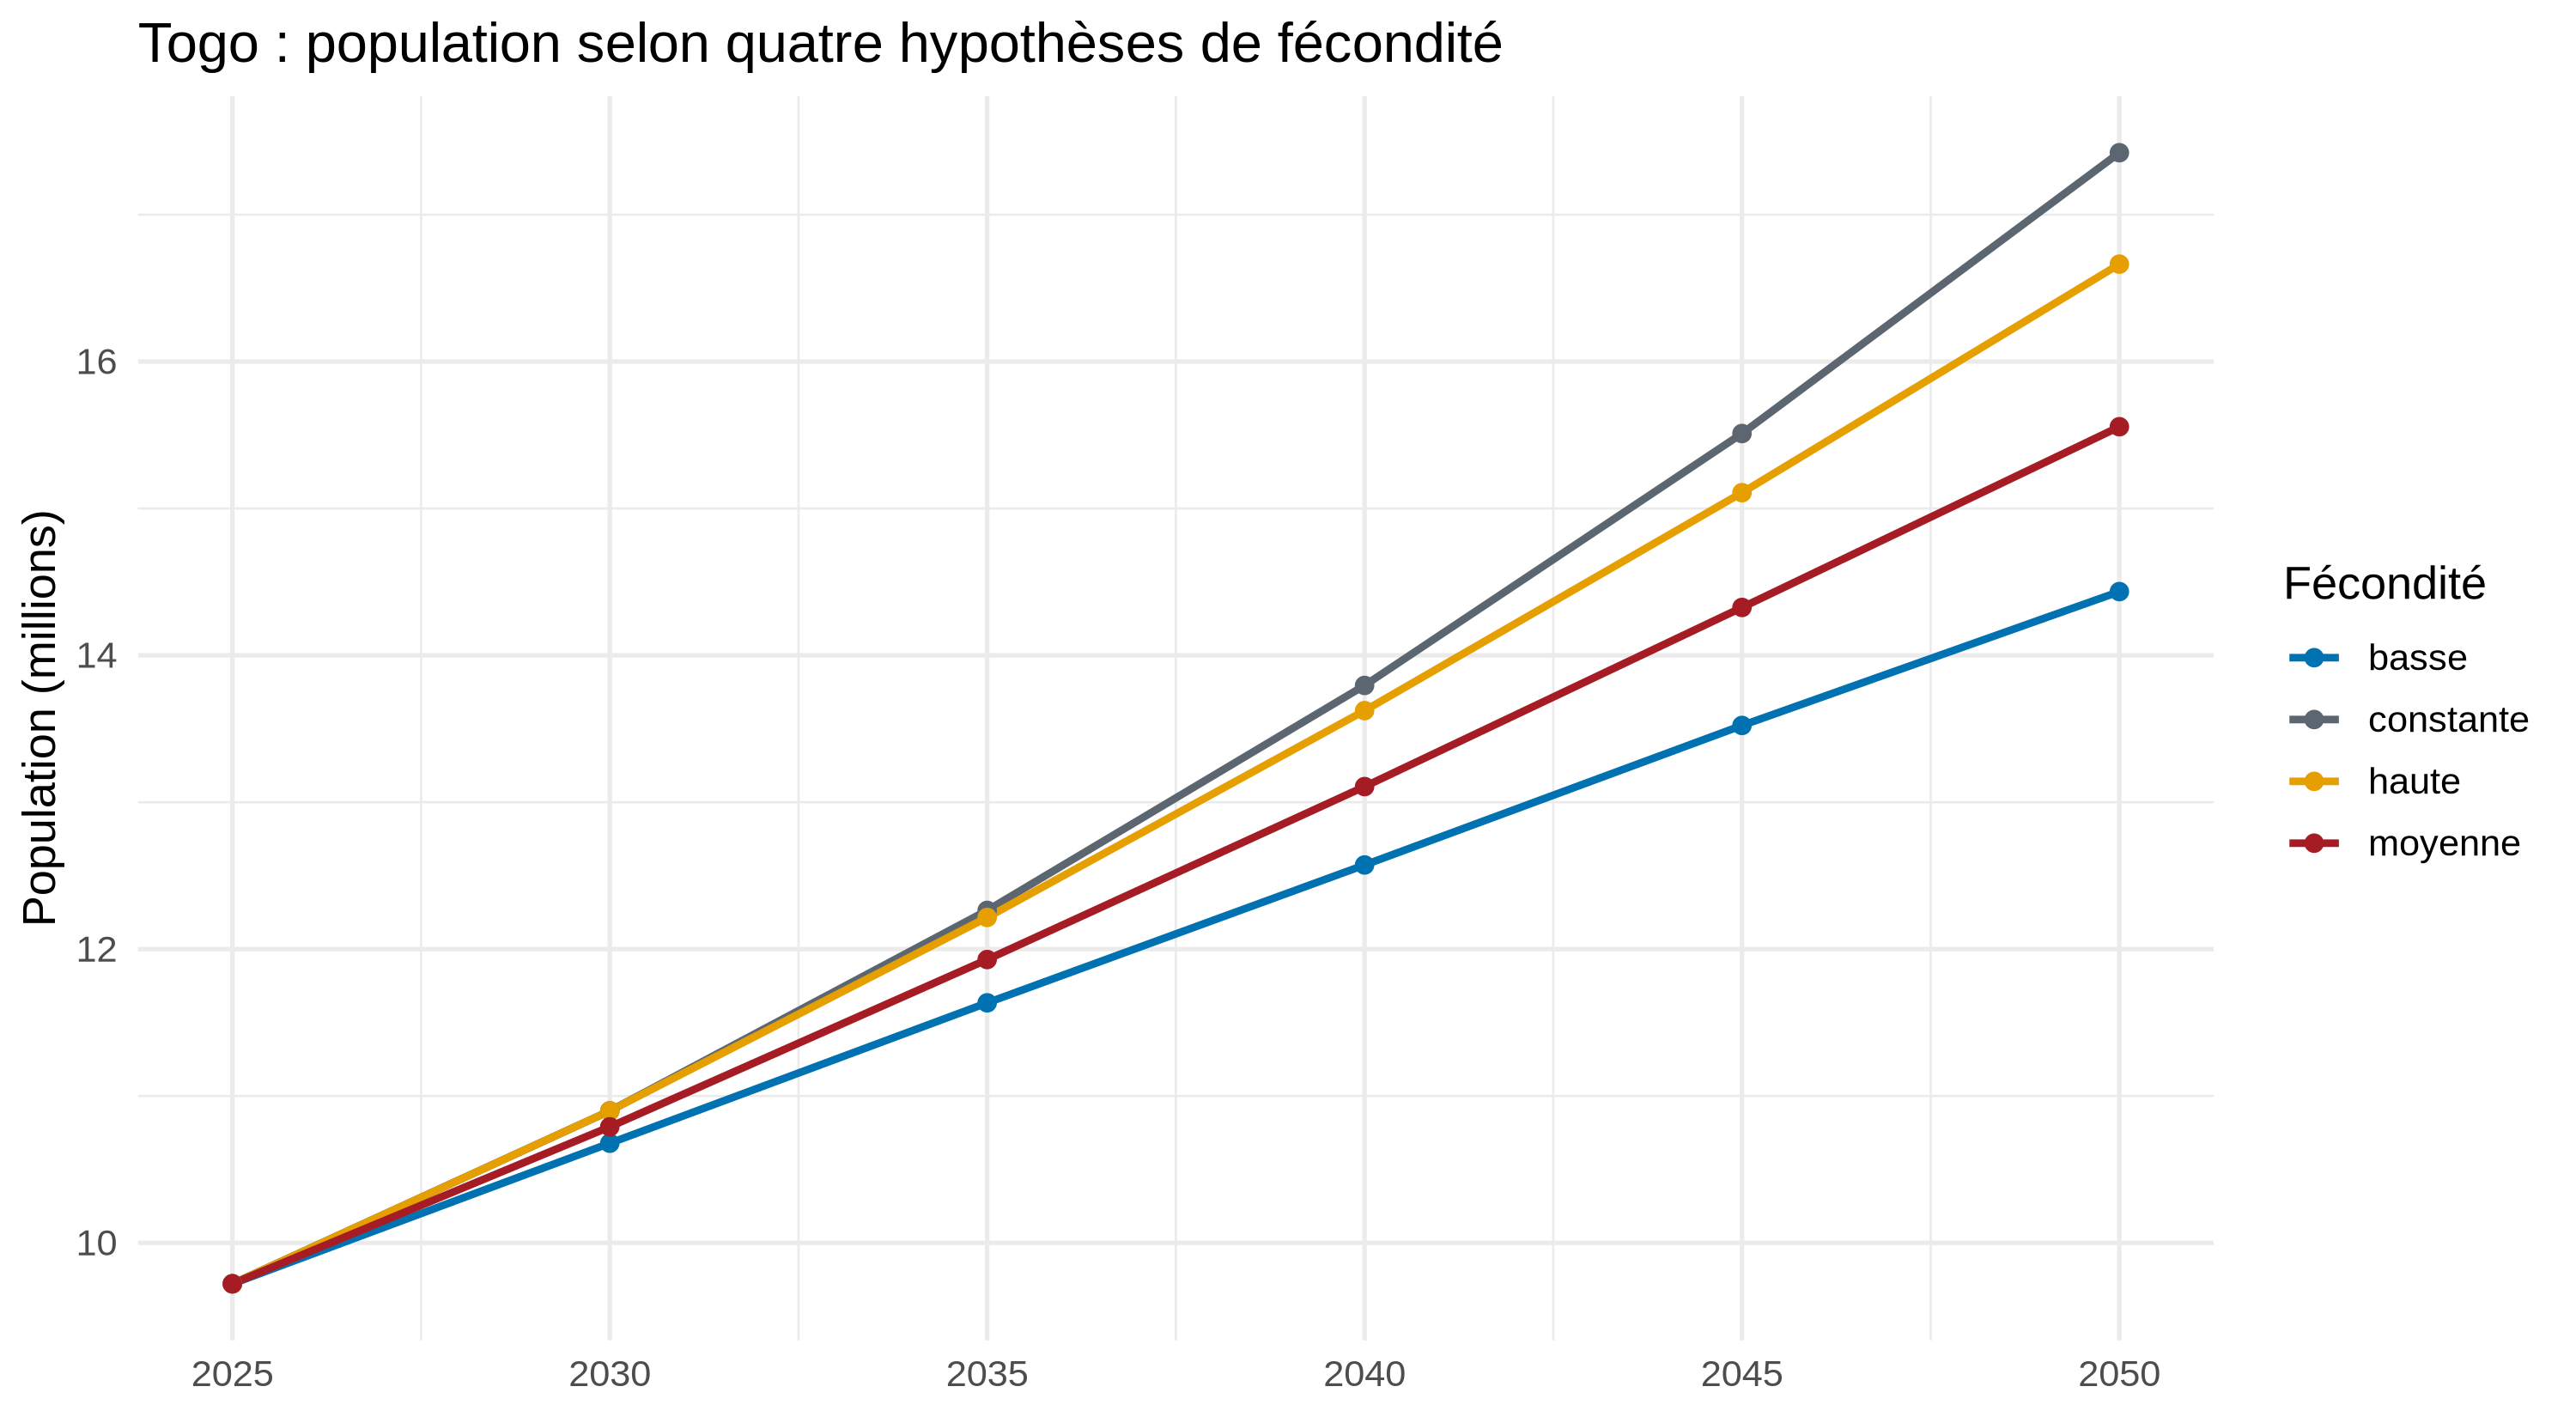 Togo : population selon quatre hypothèses de fécondité
Population (millions)
16
14
12
10
2025 2030 2035 2040 2045 2050
Fécondité
basse
constante
haute
moyenne